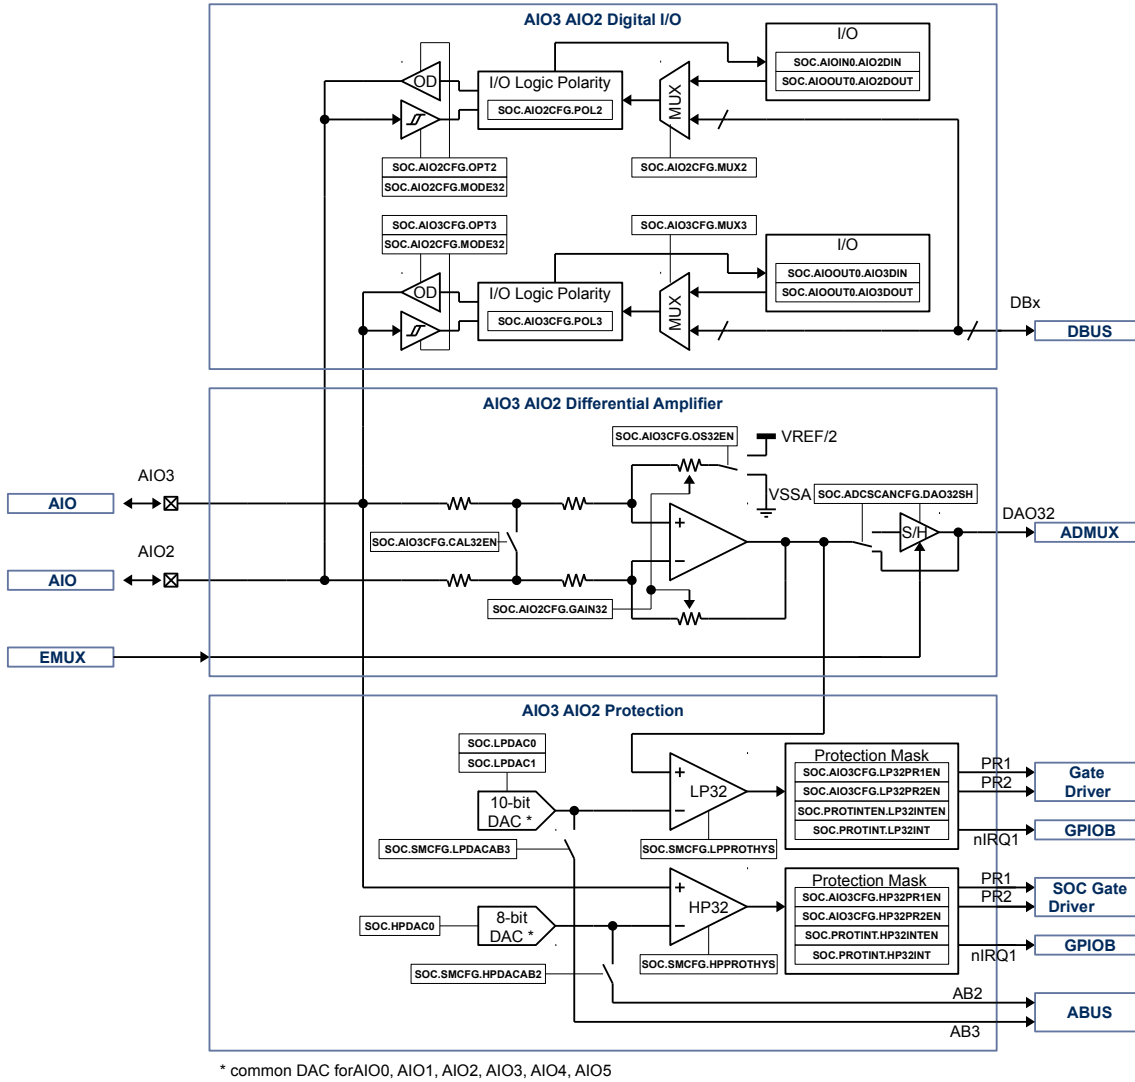 AIO3 AIO2 Digital I/O
I/O
SOC.AIOIN0.AIO2DIN
SOC.AIOOUT0.AIO2DOUT
OD
I/O Logic Polarity
SOC.AIO2CFG.POL2
MUX
SOC.AIO2CFG.OPT2
SOC.AIO2CFG.MODE32
SOC.AIO2CFG.MUX2
SOC.AIO3CFG.OPT3
SOC.AIO2CFG.MODE32
SOC.AIO3CFG.MUX3
I/O
SOC.AIOOUT0.AIO3DIN
SOC.AIOOUT0.AIO3DOUT
OD
I/O Logic Polarity
SOC.AIO3CFG.POL3
MUX
DBx
DBUS
AIO3 AIO2 Differential Amplifier
SOC.AIO3CFG.OS32EN
VREF/2
VSSA
SOC.ADCSCANCFG.DAO32SH
AIO3
AIO
+
S/H
DAO32
ADMUX
SOC.AIO3CFG.CAL32EN
AIO2
AIO
−
SOC.AIO2CFG.GAIN32
EMUX
AIO3 AIO2 Protection
SOC.LPDAC0
SOC.LPDAC1
10-bit
DAC *
+
LP32
−
Protection Mask
SOC.AIO3CFG.LP32PR1EN
SOC.AIO3CFG.LP32PR2EN
SOC.PROTINTEN.LP32INTEN
SOC.PROTINT.LP32INT
PR1
PR2
Gate
Driver
nIRQ1
GPIOB
SOC.SMCFG.LPDACAB3
SOC.SMCFG.LPPROTHYS
SOC.HPDAC0
8-bit
DAC *
+
HP32
−
Protection Mask
SOC.AIO3CFG.HP32PR1EN
SOC.AIO3CFG.HP32PR2EN
SOC.PROTINT.HP32INTEN
SOC.PROTINT.HP32INT
PR1
PR2
SOC Gate
Driver
nIRQ1
GPIOB
SOC.SMCFG.HPDACAB2
SOC.SMCFG.HPPROTHYS
AB2
AB3
ABUS
* common DAC forAIO0, AIO1, AIO2, AIO3, AIO4, AIO5